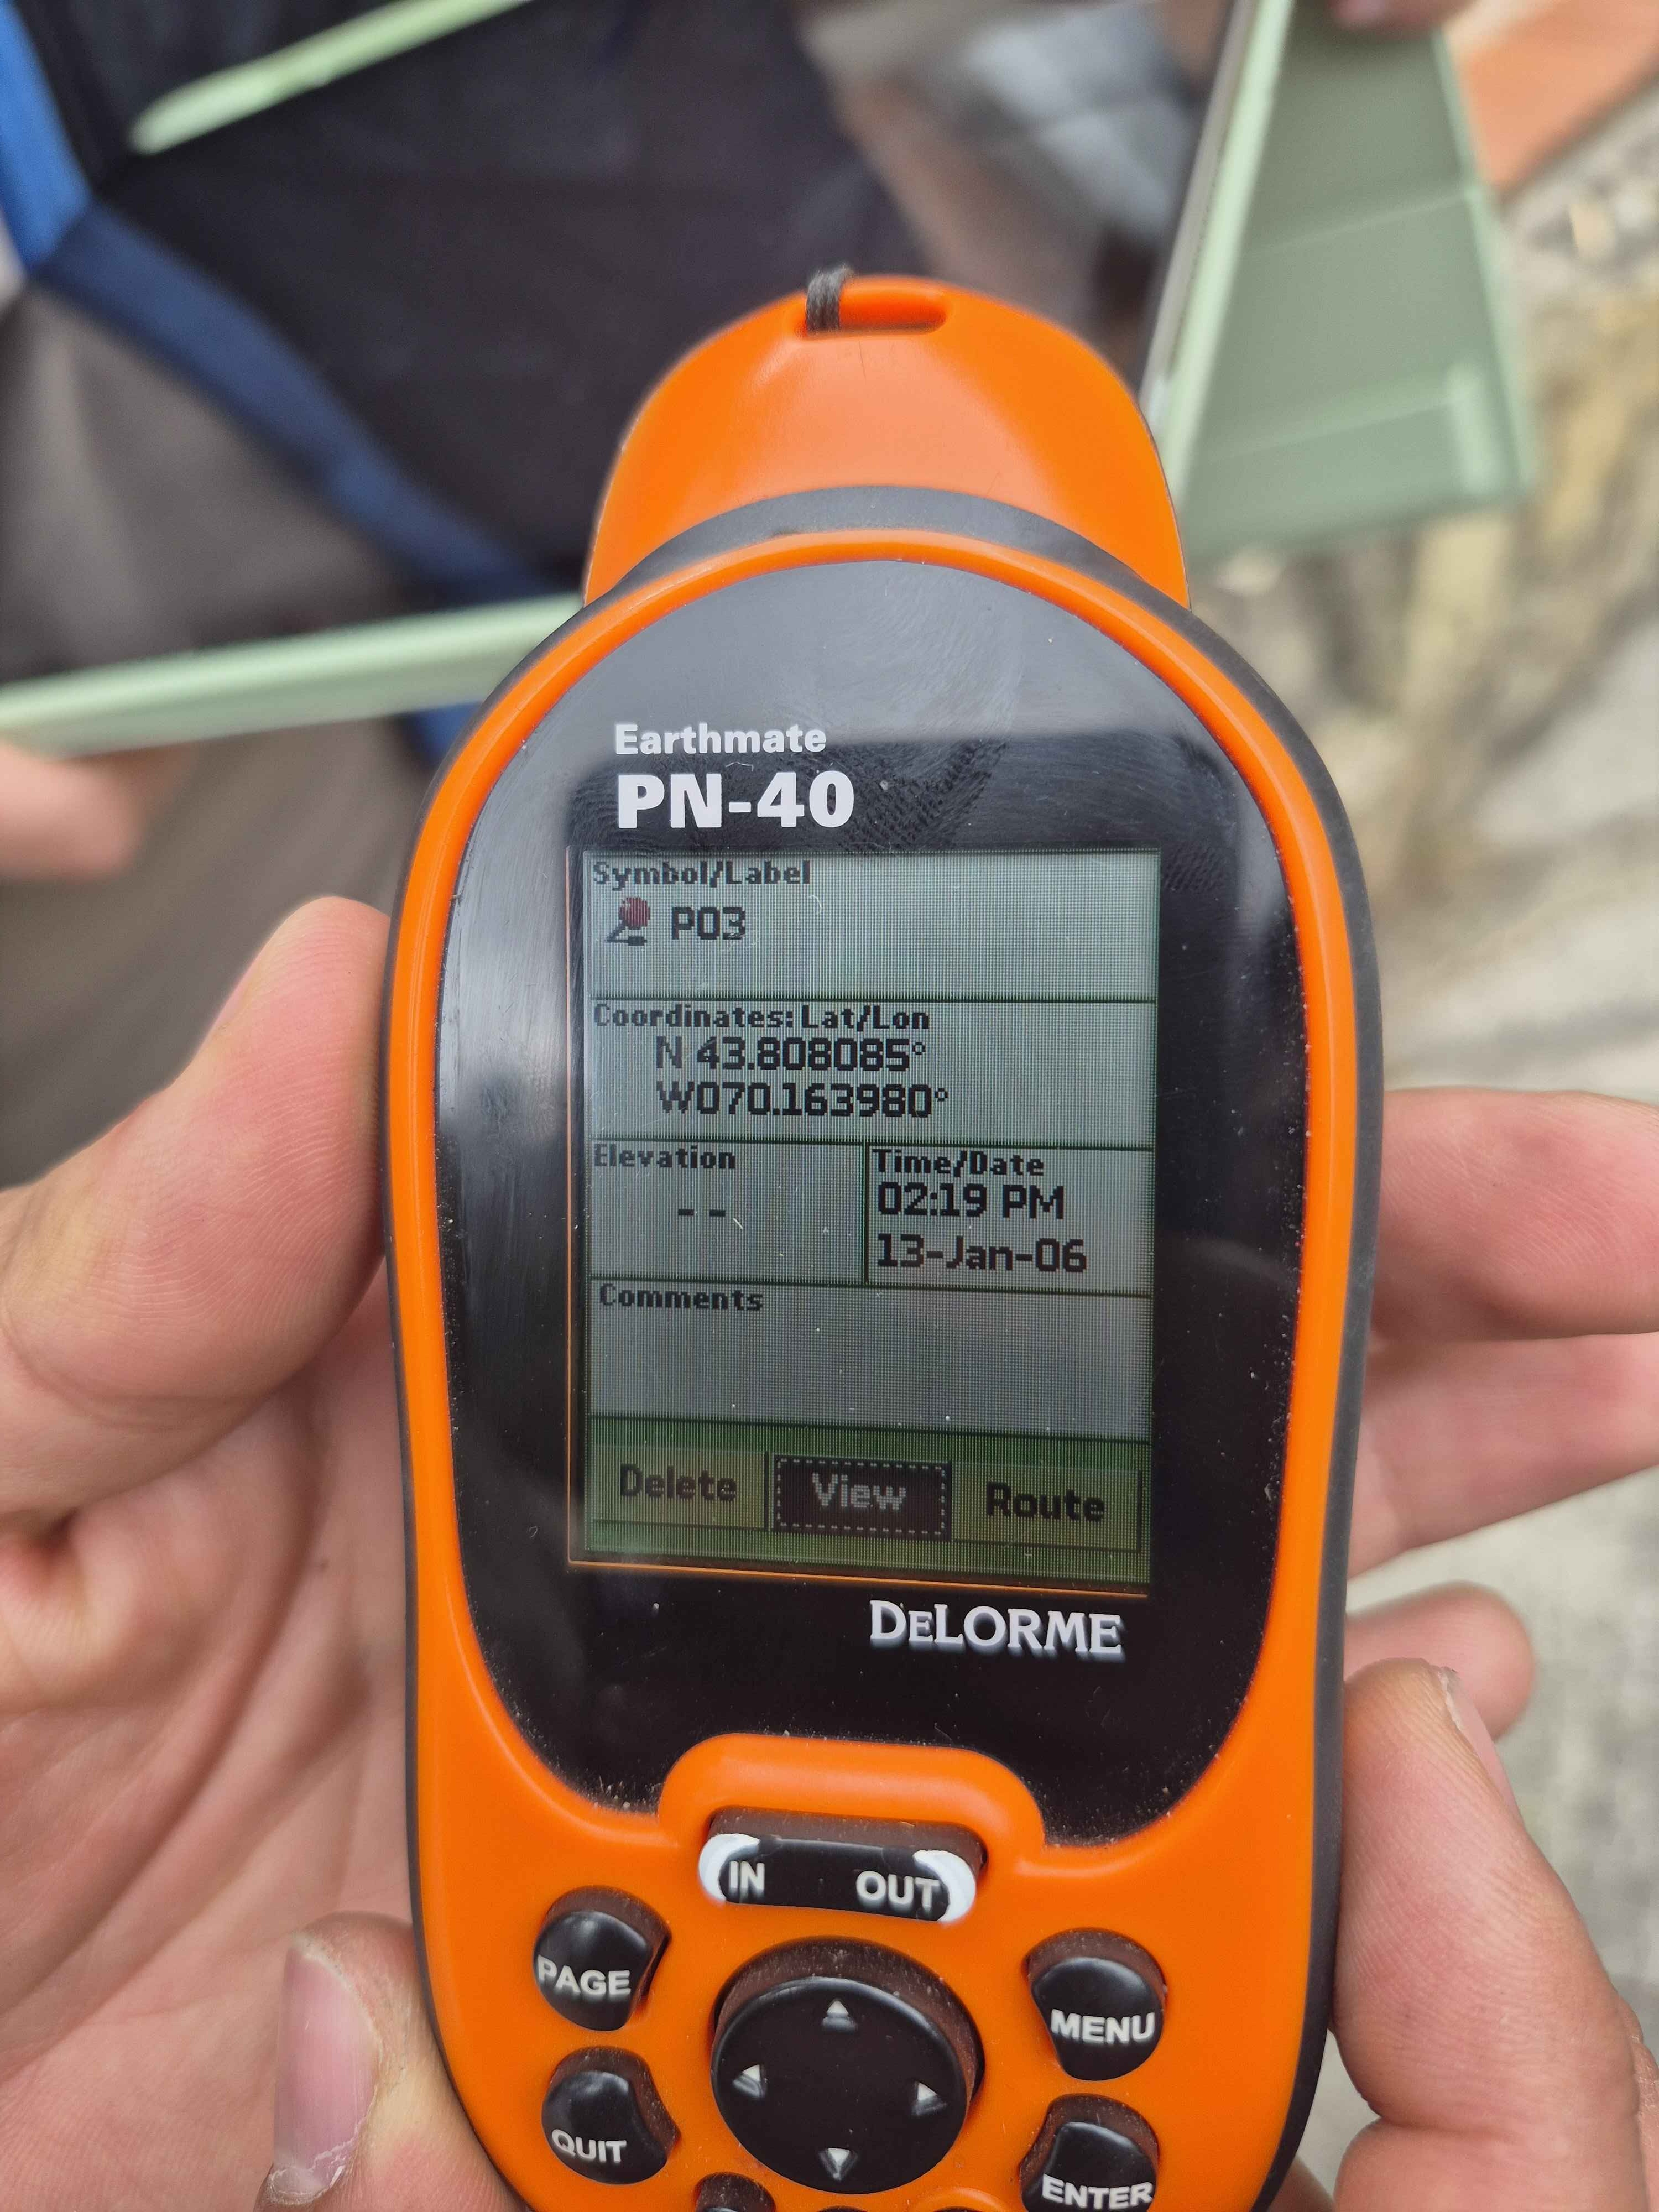 Earthmate
PN-40
Symbol/Label
P03
Coordinates: Lat/Lon
N 43.808085°
W070.163980°
Elevation
--
Time/Date
02:19 PM
13-Jan-06
Comments
Delete View Route
DELORME
IN OUT
PAGE MENU
QUIT ENTER